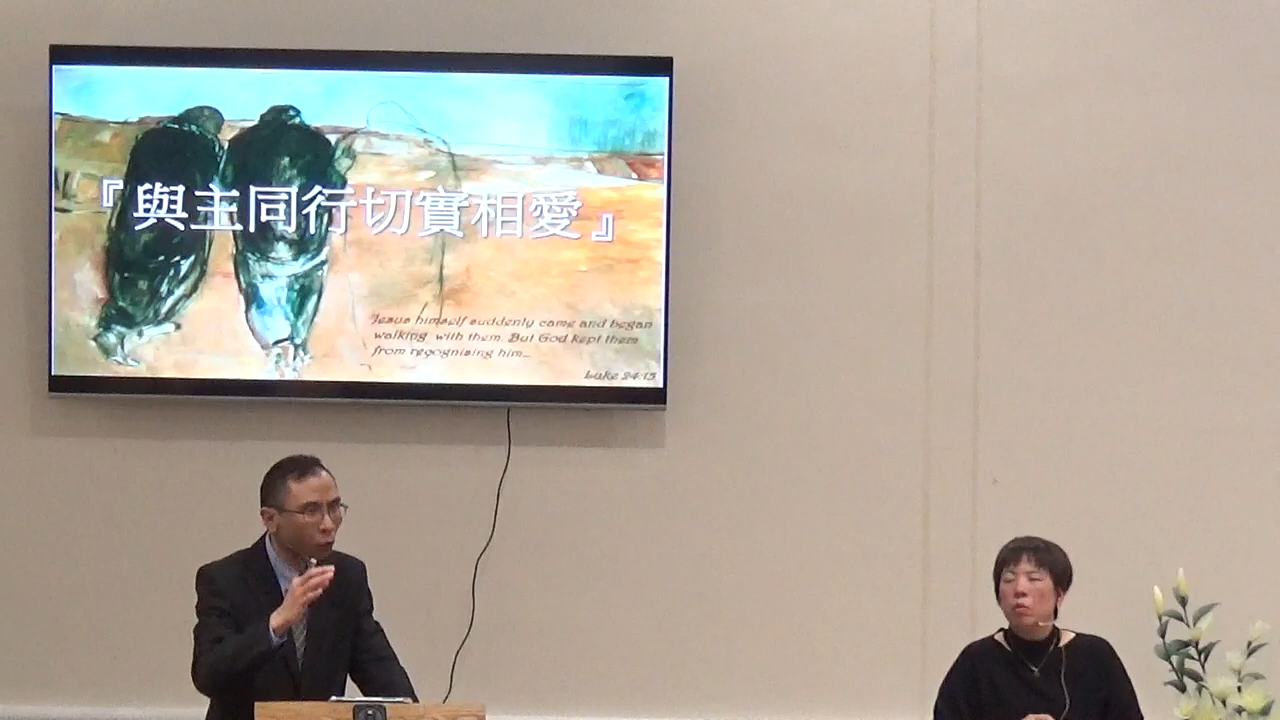 『與主同行切實相愛』
Jesus himself suddenly came and began
walking with them. But God kept them
from recognising him...
Luke 24:15